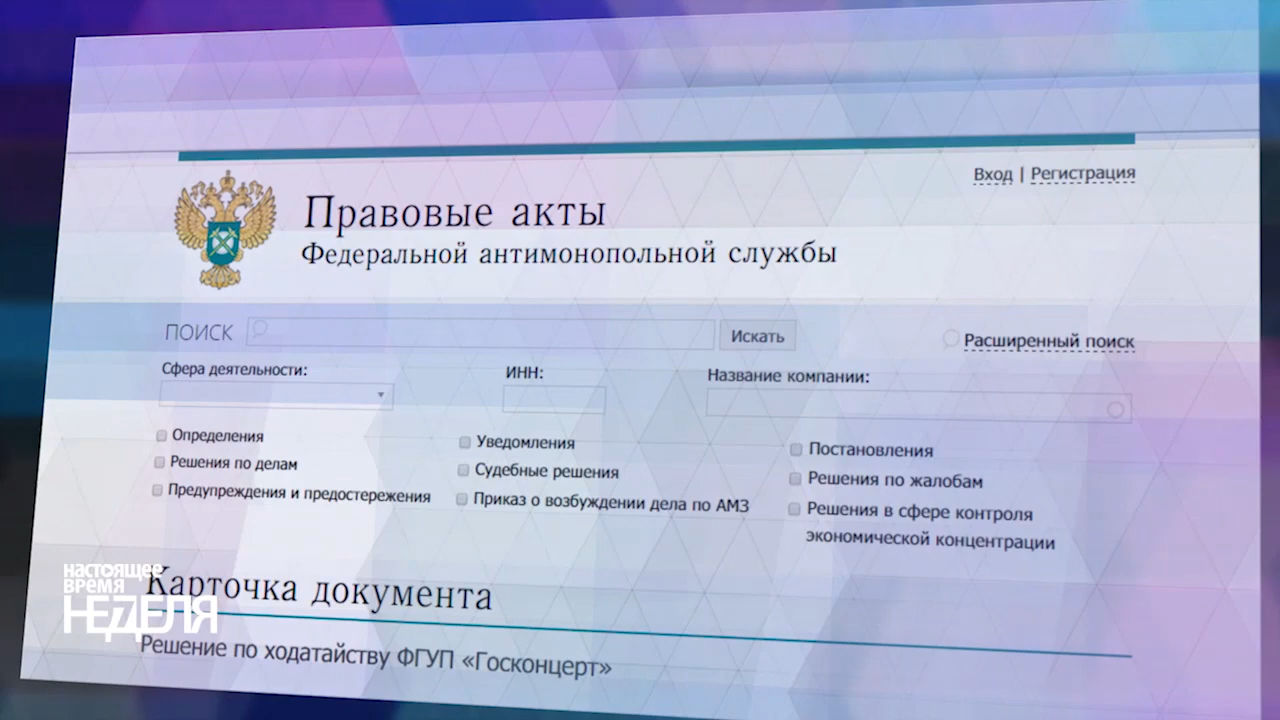 Вход | Регистрация
Правовые акты
Федеральной антимонопольной службы
ПОИСК
Искать
Расширенный поиск
Сфера деятельности:
ИНН:
Название компании:
Определения
Уведомления
Постановления
Решения по делам
Судебные решения
Решения по жалобам
Предупреждения и предостережения
Приказ о возбуждении дела по АМЗ
Решения в сфере контроля
экономической концентрации
Карточка документа
Решение по ходатайству ФГУП «Госконцерт»
настоящее
время
НЕДЕЛЯ